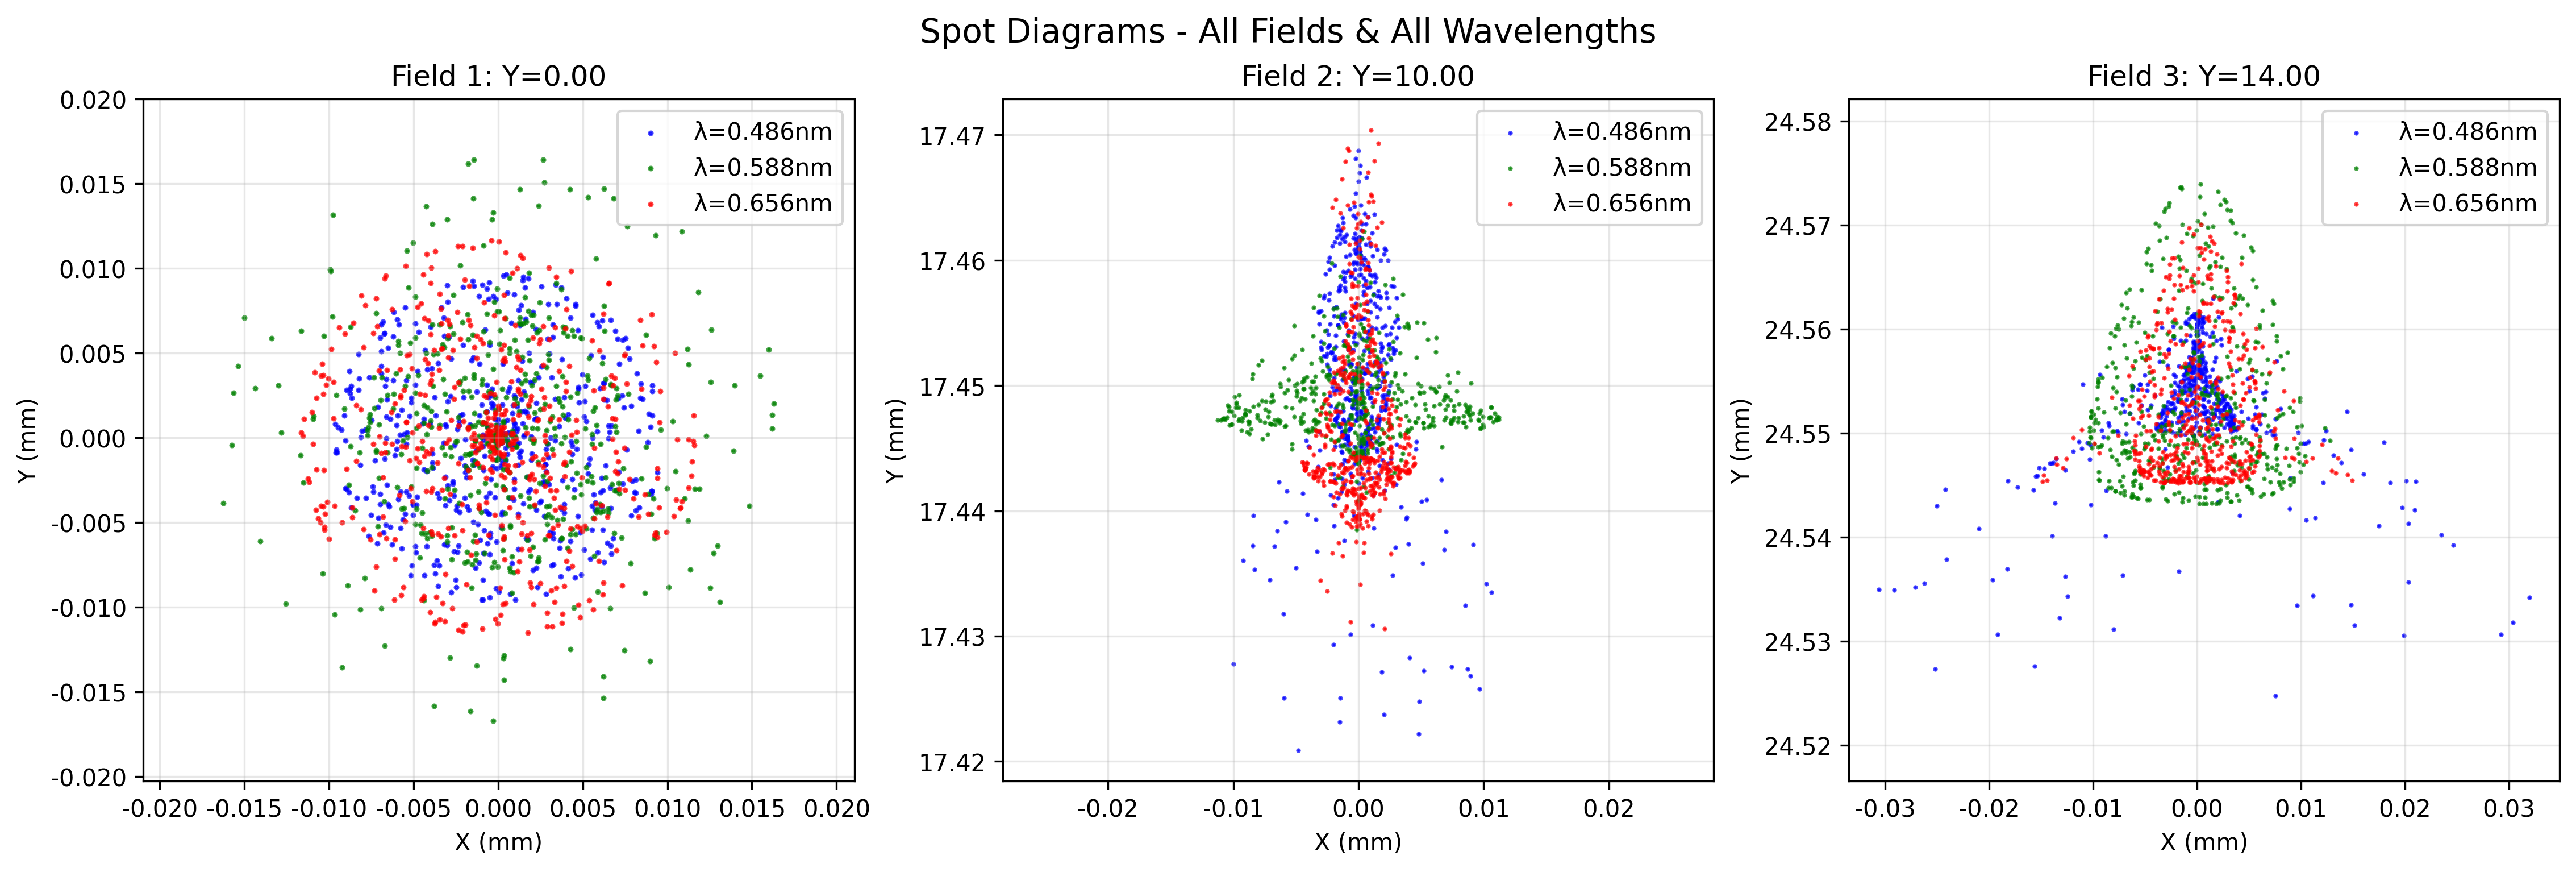 Spot Diagrams - All Fields & All Wavelengths
Field 1: Y=0.00
0.020
0.015
0.010
0.005
0.000
-0.005
-0.010
-0.015
-0.020
Y (mm)
λ=0.486nm
λ=0.588nm
λ=0.656nm
-0.020 -0.015 -0.010 -0.005 0.000 0.005 0.010 0.015 0.020
X (mm)
Field 2: Y=10.00
17.47
17.46
17.45
17.44
17.43
17.42
Y (mm)
λ=0.486nm
λ=0.588nm
λ=0.656nm
-0.02 -0.01 0.00 0.01 0.02
X (mm)
Field 3: Y=14.00
24.58
24.57
24.56
24.55
24.54
24.53
24.52
Y (mm)
λ=0.486nm
λ=0.588nm
λ=0.656nm
-0.03 -0.02 -0.01 0.00 0.01 0.02 0.03
X (mm)